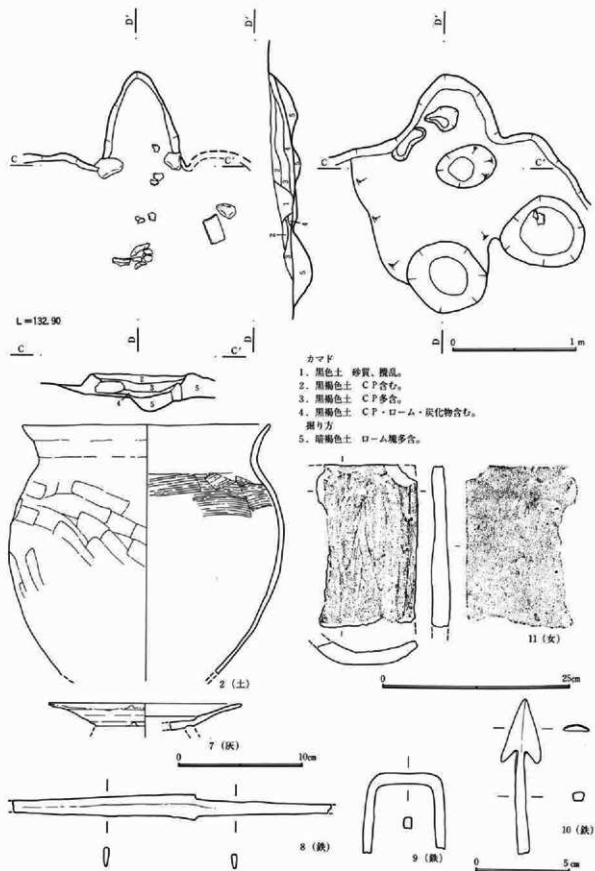 D'
D'
D'
C
C'
C
C'
1
2
3
4
5
L=132.90
D
D
D
0 1m
C
C'
2
3
4
5
5
カマド
1. 黒色土 砂質、攪乱。
2. 黒褐色土 CP含む。
3. 黒褐色土 CP多含。
4. 黒褐色土 CP・ローム・炭化物含む。
掘り方
5. 暗褐色土 ローム塊多含。
2(土)
11(女)
0 25cm
7(灰)
0 10cm
8(鉄)
9(鉄)
10(鉄)
0 5cm